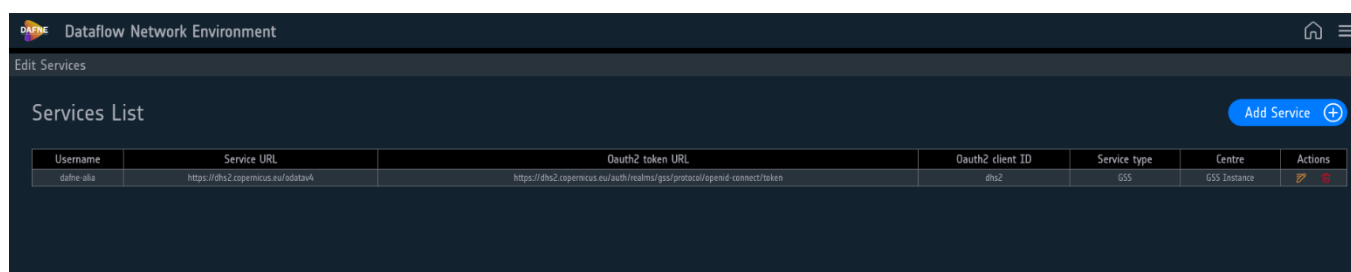 DAFNE Dataflow Network Environment
Edit Services
Services List
Add Service
Username Service URL Oauth2 token URL Oauth2 client ID Service type Centre Actions
dafne-alia https://dhs2.copernicus.eu/odatav4 https://dhs2.copernicus.eu/auth/realms/gss/protocol/openid-connect/token dhs2 GSS GSS Instance